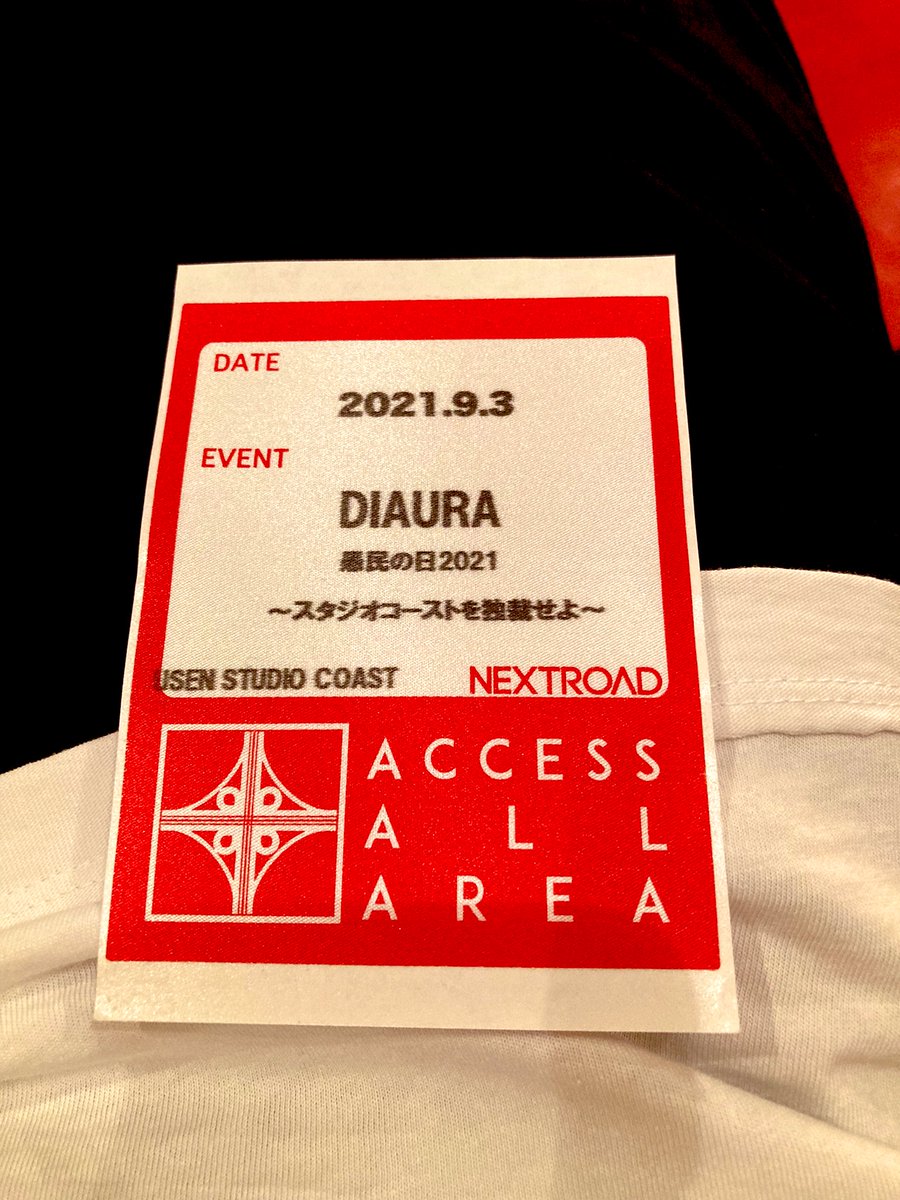 DATE
2021.9.3
EVENT
DIAURA
愚民の日2021
～スタジオコーストを独裁せよ～
USEN STUDIO COAST
NEXTROAD
ACCESS
ALL
AREA